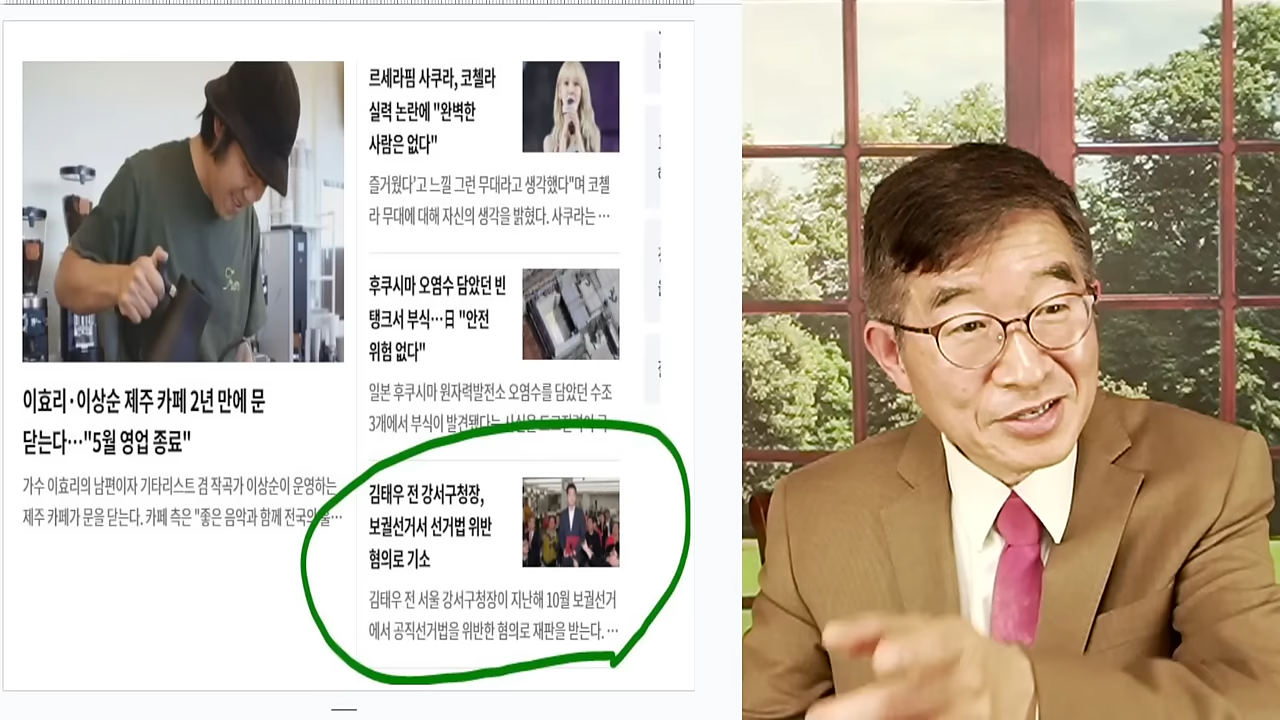 이효리·이상순 제주 카페 2년 만에 문
닫는다…"5월 영업 종료"
가수 이효리의 남편이자 기타리스트 겸 작곡가 이상순이 운영하는
제주 카페가 문을 닫는다. 카페 측은 "좋은 음악과 함께 전국의
르세라핌 사쿠라, 코첼라
실력 논란에 "완벽한
사람은 없다"
즐거웠다'고 느낄 그런 무대라고 생각했다"며 코첼
라 무대에 대해 자신의 생각을 밝혔다. 사쿠라는 …
후쿠시마 오염수 담았던 빈
탱크서 부식…日 "안전
위험 없다"
일본 후쿠시마 원자력발전소 오염수를 담았던 수조
3개에서 부식이 발견됐다는 사실을
김태우 전 강서구청장,
보궐선거서 선거법 위반
혐의로 기소
김태우 전 서울 강서구청장이 지난해 10월 보궐선거
에서 공직선거법을 위반한 혐의로 재판을 받는다. …